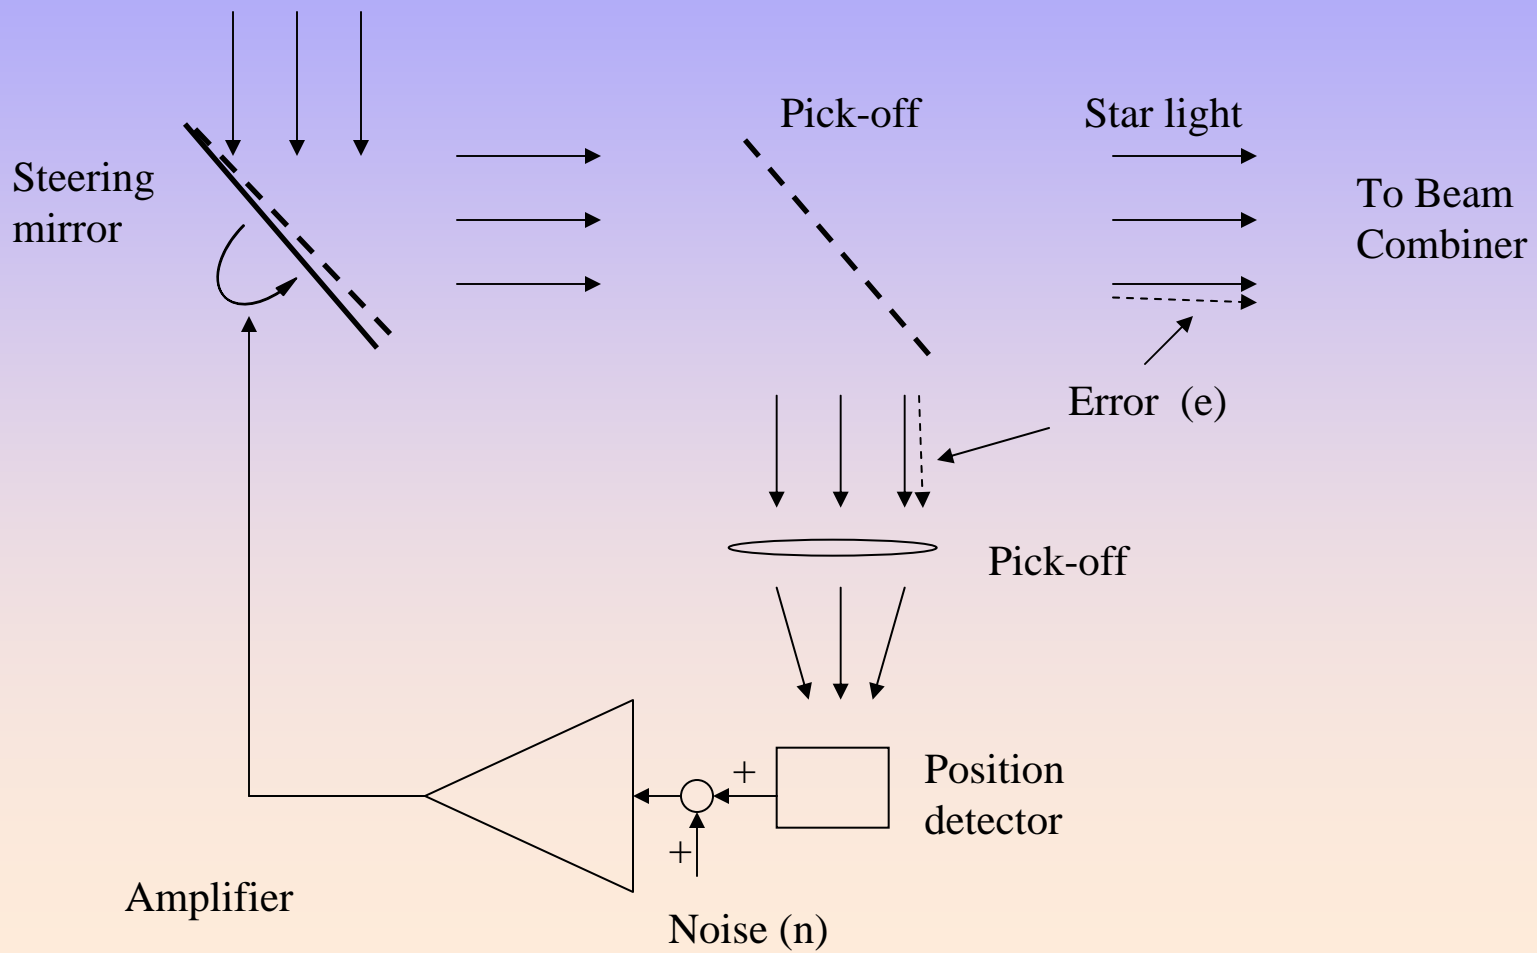 Pick-off
Star light
Steering
mirror
To Beam
Combiner
Error (e)
Pick-off
+
Position
detector
+
Amplifier
Noise (n)